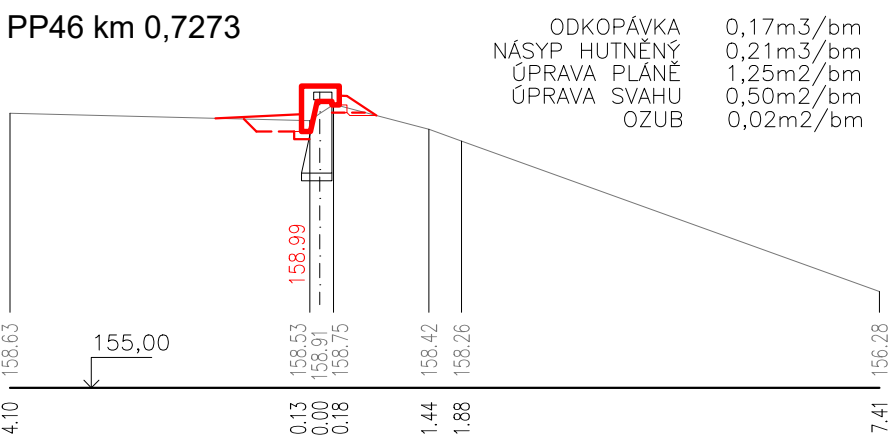 PP46 km 0,7273
ODKOPÁVKA 0,17m3/bm
NÁSYP HUTNĚNÝ 0,21m3/bm
ÚPRAVA PLÁNĚ 1,25m2/bm
ÚPRAVA SVAHU 0,50m2/bm
OZUB 0,02m2/bm
158.99
155,00
158.63
158.53
158.91
158.75
158.42
158.26
156.28
4.10
0.13
0.00
0.18
1.44
1.88
7.41